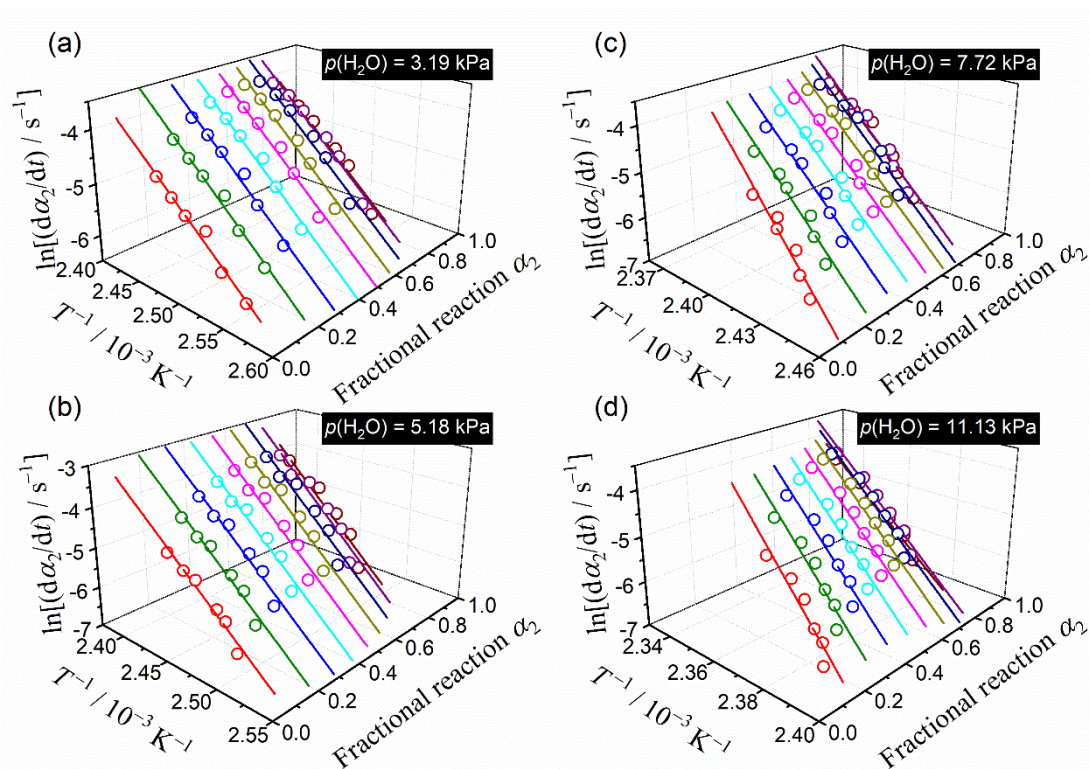 (a)
p(H₂O) = 3.19 kPa
ln[(dα₂/dt) / s⁻¹]
-4
-5
-6
2.40
2.45
2.50
2.55
2.60
T⁻¹ / 10⁻³ K⁻¹
0.0
0.2
0.4
0.6
0.8
1.0
Fractional reaction α₂
(c)
p(H₂O) = 7.72 kPa
ln[(dα₂/dt) / s⁻¹]
-4
-5
-6
-7
2.37
2.40
2.43
2.46
T⁻¹ / 10⁻³ K⁻¹
0.0
0.2
0.4
0.6
0.8
1.0
Fractional reaction α₂
(b)
p(H₂O) = 5.18 kPa
ln[(dα₂/dt) / s⁻¹]
-3
-4
-5
-6
-7
2.40
2.45
2.50
2.55
T⁻¹ / 10⁻³ K⁻¹
0.0
0.2
0.4
0.6
0.8
1.0
Fractional reaction α₂
(d)
p(H₂O) = 11.13 kPa
ln[(dα₂/dt) / s⁻¹]
-4
-5
-6
-7
2.34
2.36
2.38
2.40
T⁻¹ / 10⁻³ K⁻¹
0.0
0.2
0.4
0.6
0.8
1.0
Fractional reaction α₂